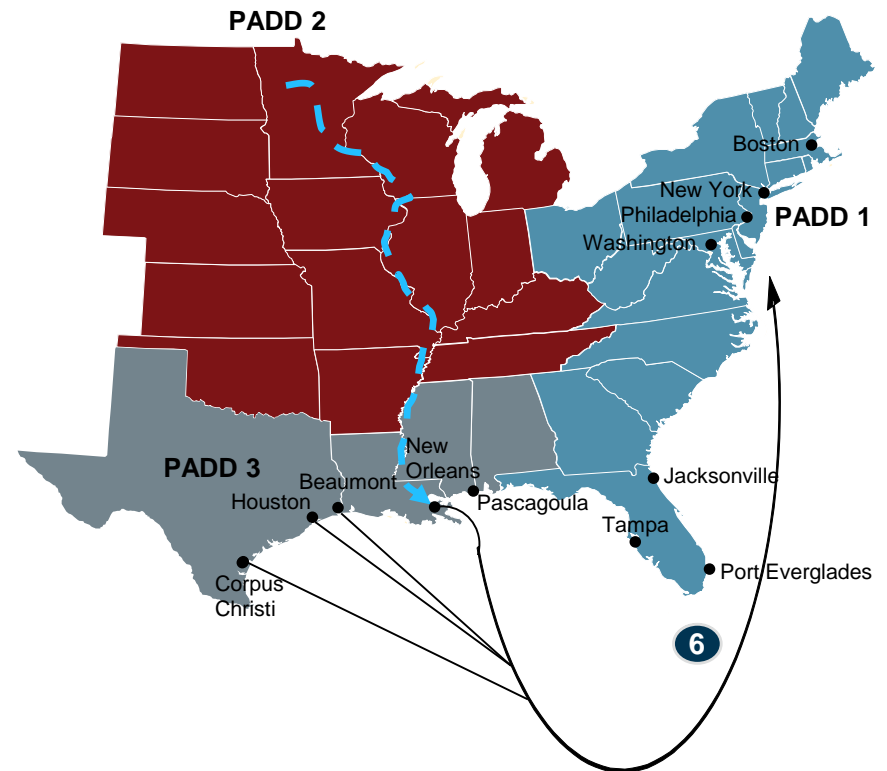 PADD 2
Boston
New York
Philadelphia
PADD 1
Washington
New
Orleans
PADD 3
Beaumont
Houston
Pascagoula
Jacksonville
Tampa
Port Everglades
Corpus
Christi
6